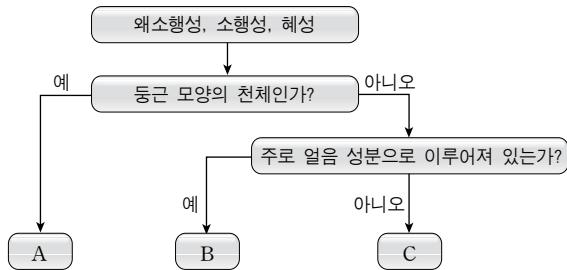 왜소행성, 소행성, 혜성
예
둥근 모양의 천체인가?
아니오
주로 얼음 성분으로 이루어져 있는가?
예
아니오
A
B
C